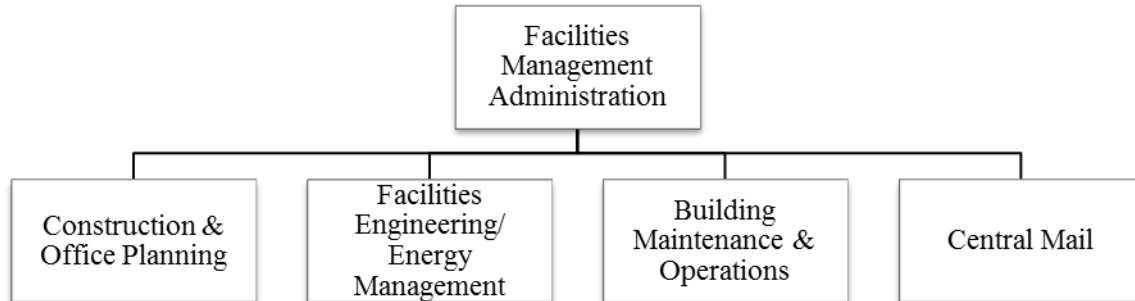 Facilities
Management
Administration
Construction &
Office Planning
Facilities
Engineering/
Energy
Management
Building
Maintenance &
Operations
Central Mail